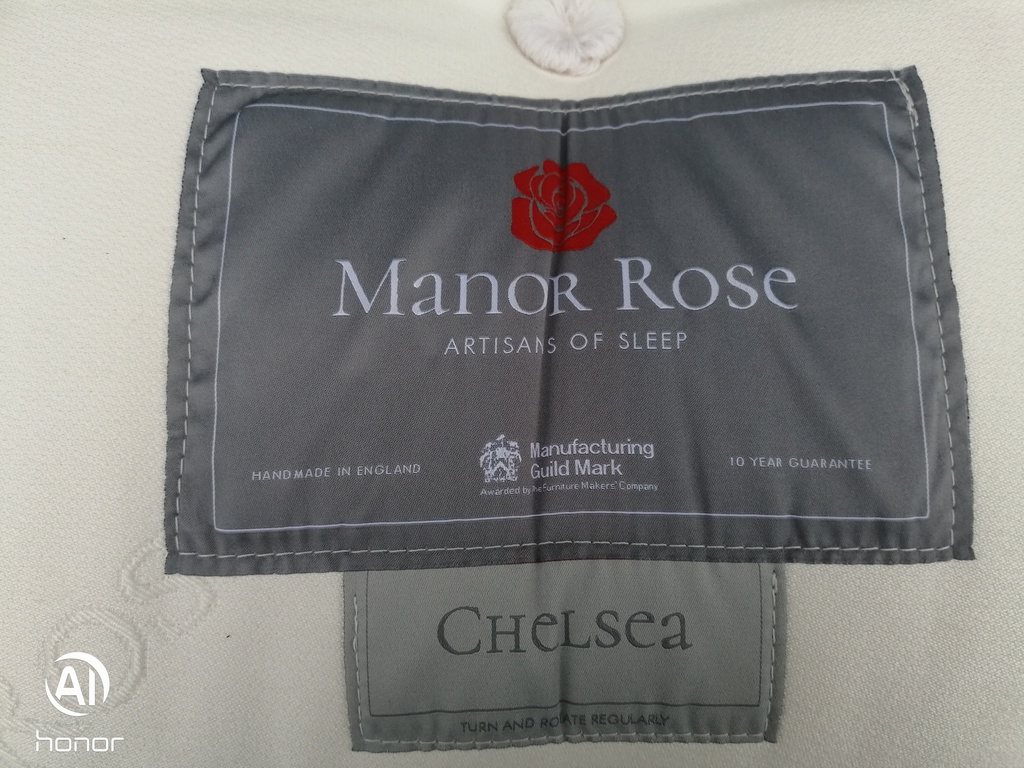 Manor Rose
ARTISANS OF SLEEP
HANDMADE IN ENGLAND
Manufacturing
Guild Mark
Awarded by The Furniture Makers' Company
10 YEAR GUARANTEE
CHeLsea
TURN AND ROTATE REGULARLY
AI
honor